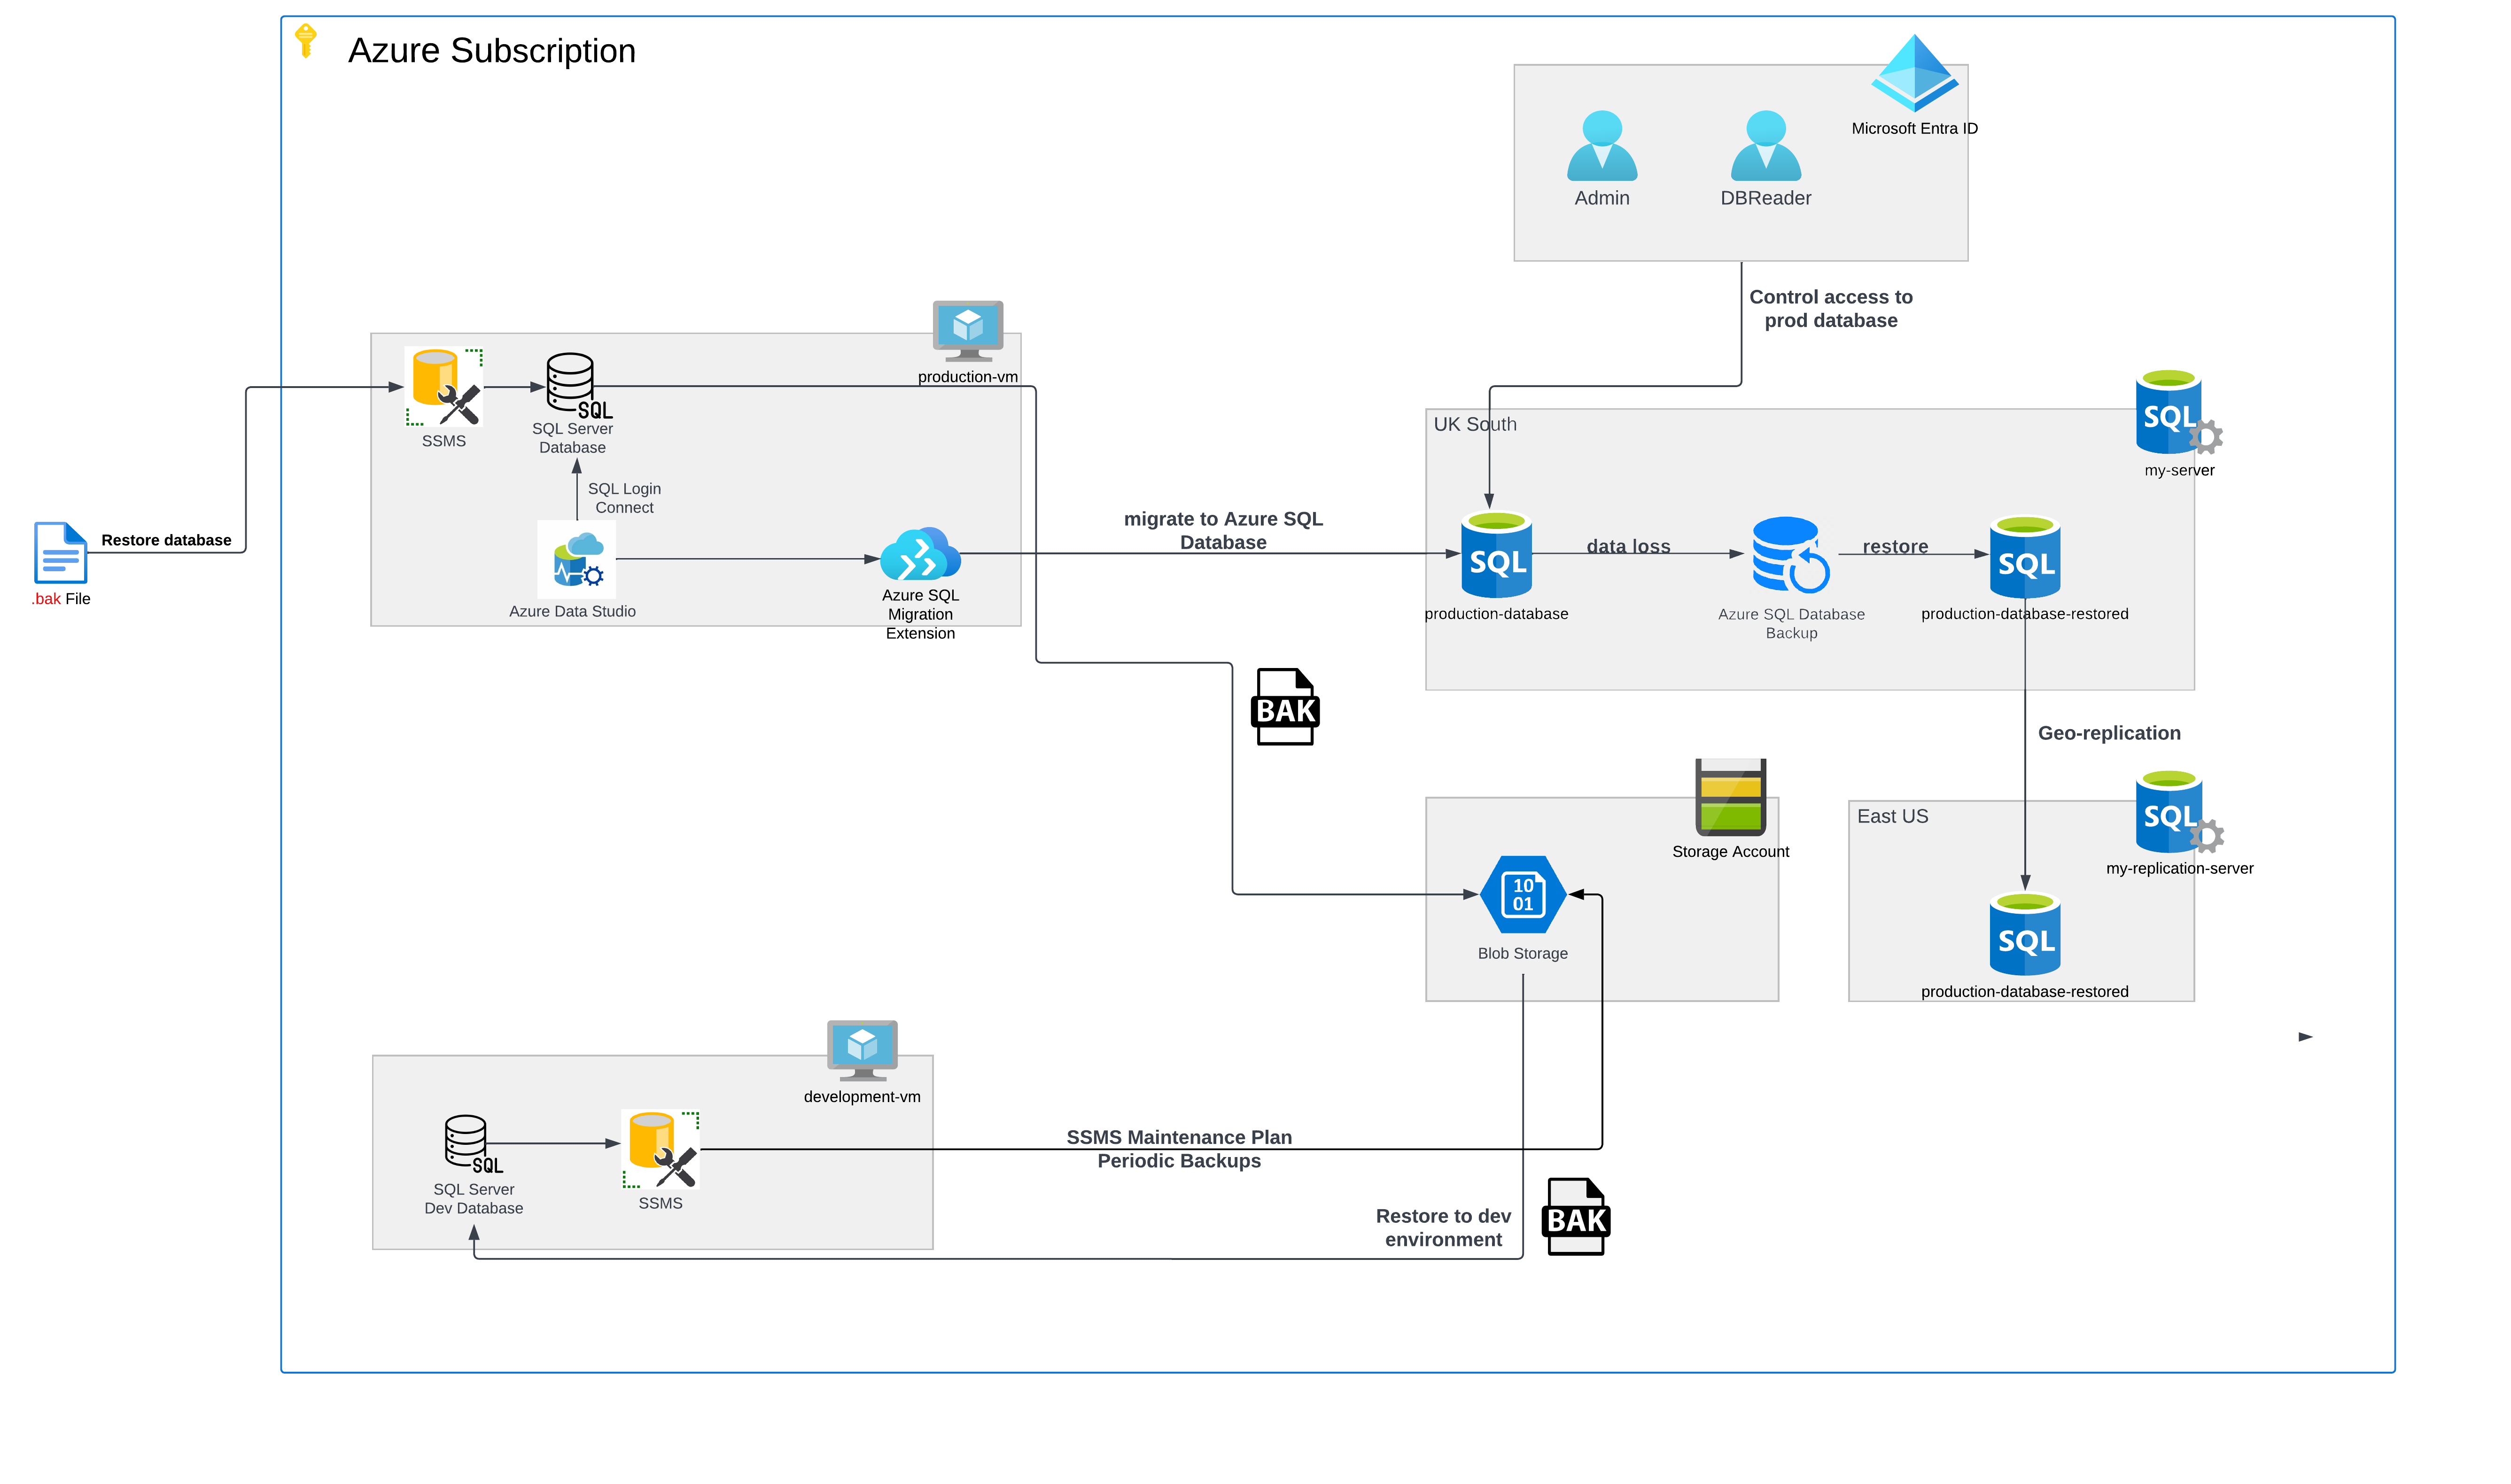 Azure Subscription
Microsoft Entra ID
Admin
DBReader
Control access to
prod database
production-vm
SSMS
SQL
SQL Server
Database
SQL Login
Connect
Azure Data Studio
Azure SQL
Migration
Extension
Restore database
.bak File
migrate to Azure SQL
Database
UK South
SQL
my-server
SQL
production-database
data loss
Azure SQL Database
Backup
restore
SQL
production-database-restored
BAK
Geo-replication
Storage Account
10
01
Blob Storage
East US
SQL
my-replication-server
SQL
production-database-restored
development-vm
SQL
SQL Server
Dev Database
SSMS
SSMS Maintenance Plan
Periodic Backups
Restore to dev
environment
BAK